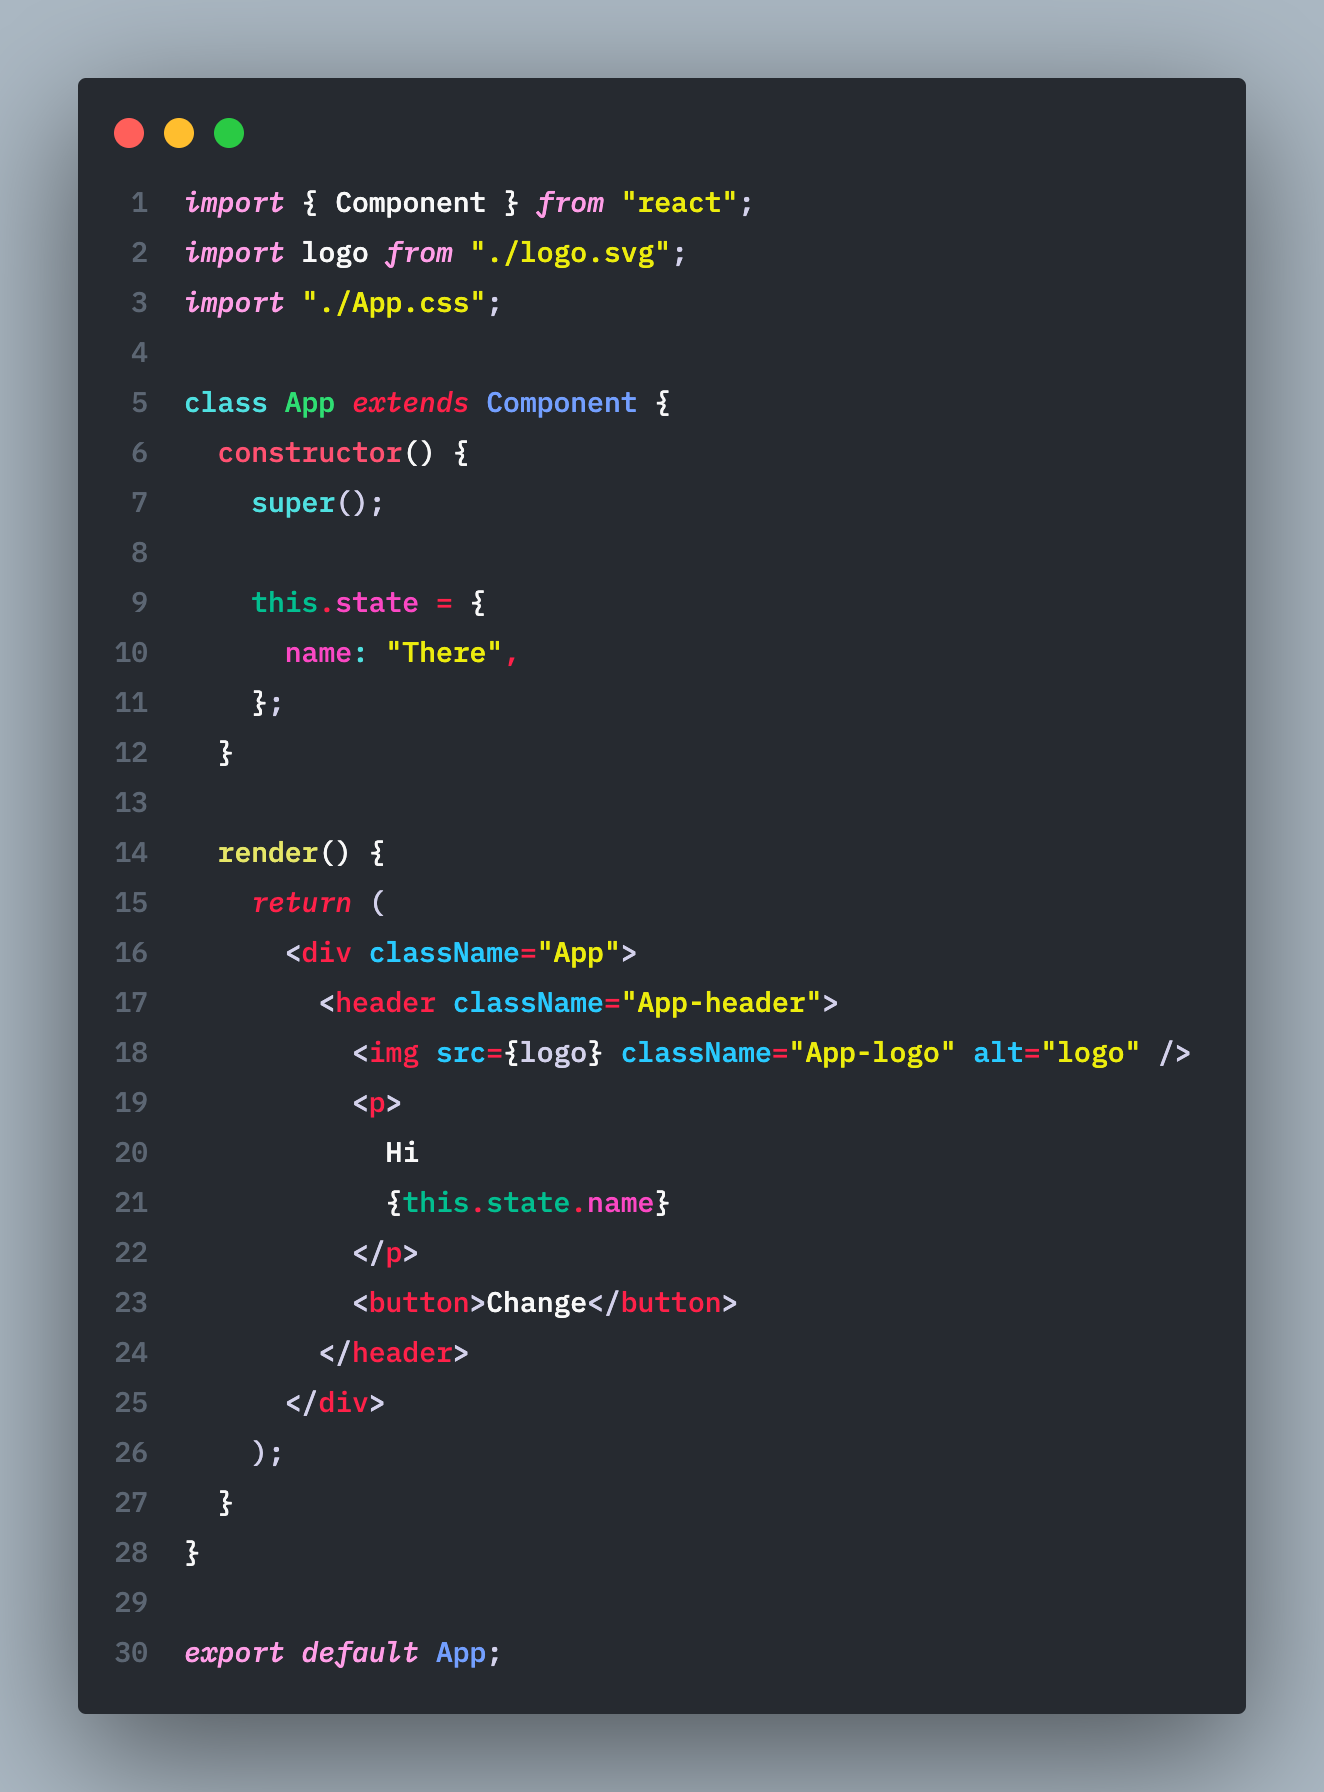 1 import { Component } from "react";
2 import logo from "./logo.svg";
3 import "./App.css";
4
5 class App extends Component {
6   constructor() {
7     super();
8
9     this.state = {
10       name: "There",
11     };
12   }
13
14   render() {
15     return (
16       <div className="App">
17         <header className="App-header">
18           <img src={logo} className="App-logo" alt="logo" />
19           <p>
20             Hi
21             {this.state.name}
22           </p>
23           <button>Change</button>
24         </header>
25       </div>
26     );
27   }
28 }
29
30 export default App;